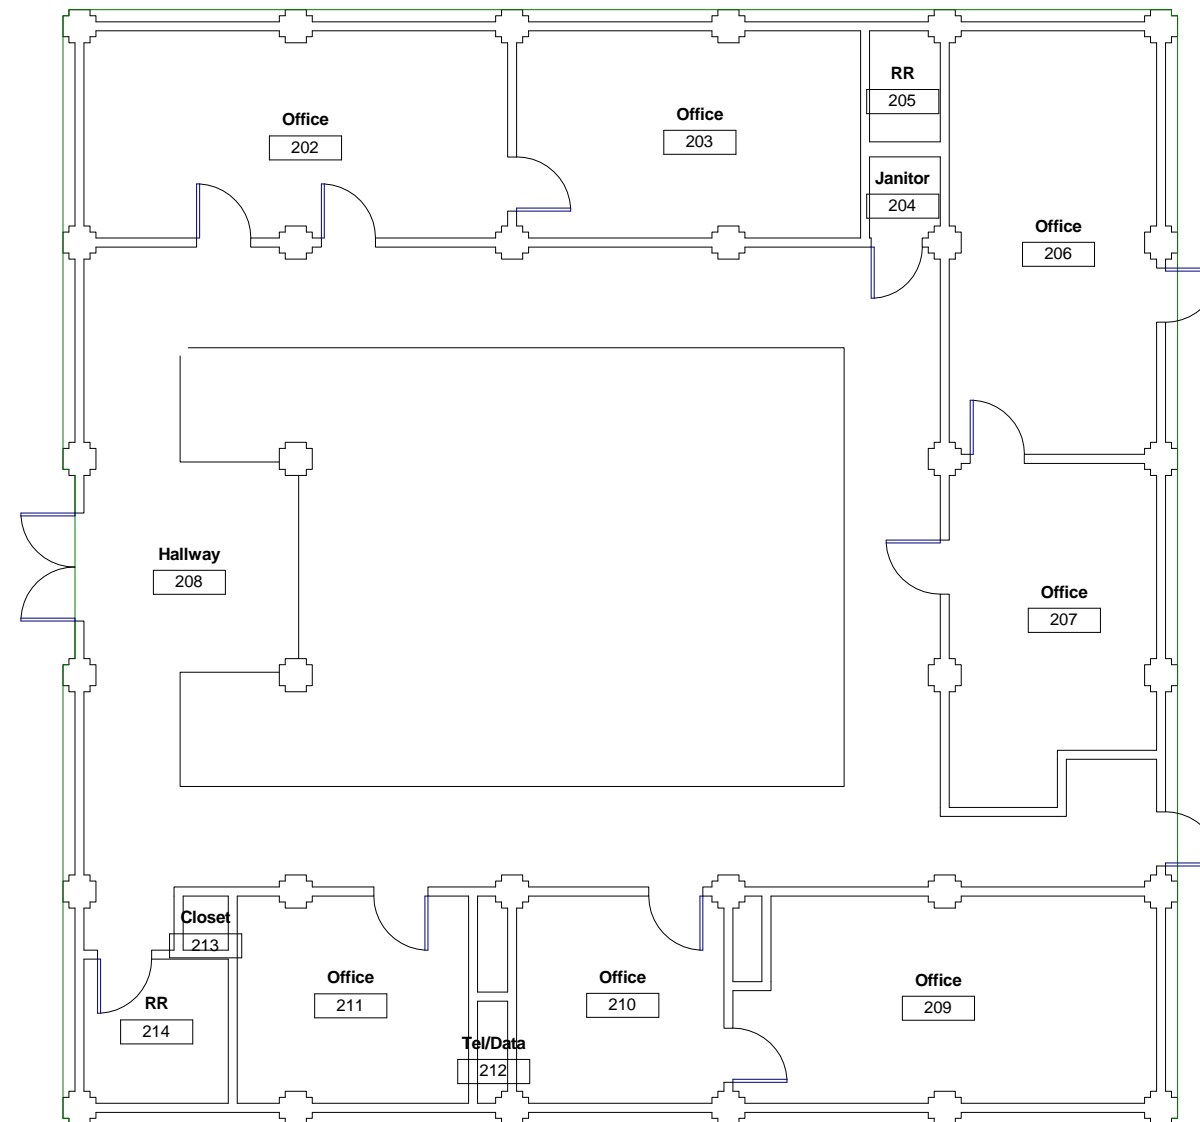 RR
205
Office
203
Office
202
Janitor
204
Office
206
Hallway
208
Office
207
Closet
213
Office
211
Office
210
Office
209
RR
214
Tel/Data
212